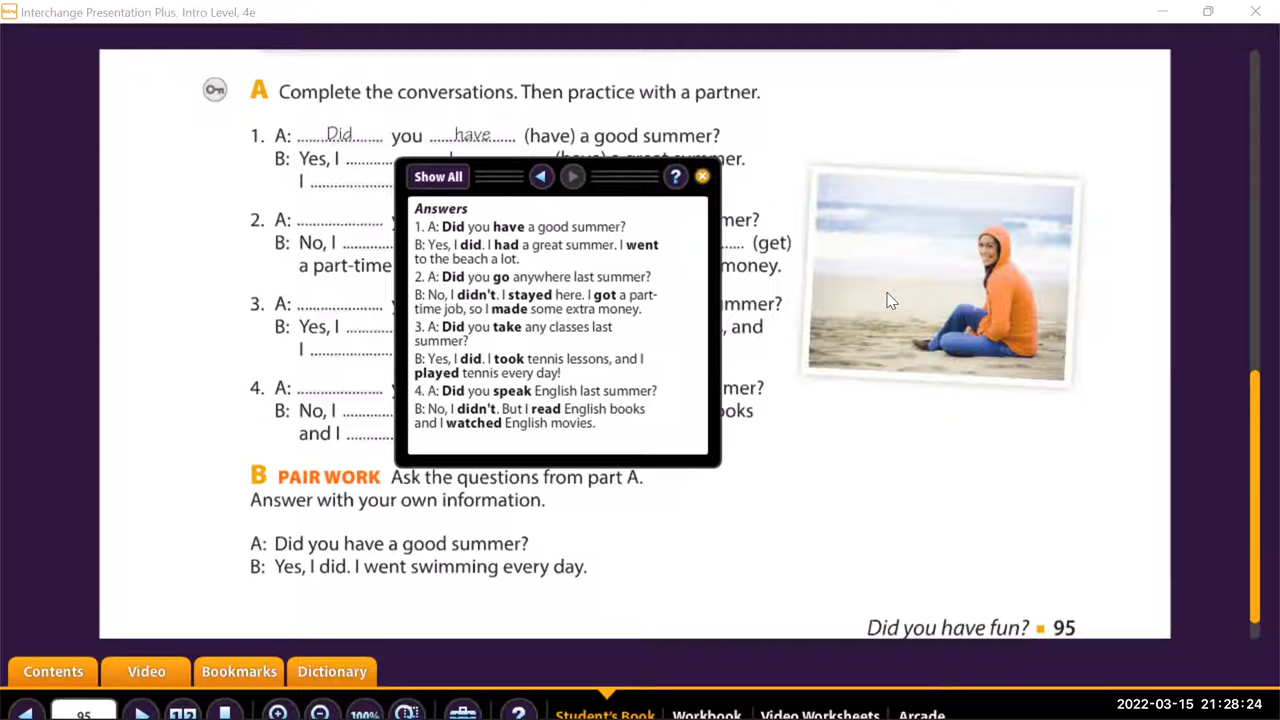 Interchange Presentation Plus, Intro Level, 4e
A Complete the conversations. Then practice with a partner.
1. A: Did you have (have) a good summer?
B: Yes, I (have) a great summer.
I
2. A: mer?
B: No, I (get)
a part-time money.
3. A: mmer?
B: Yes, I , and
I
4. A: mer?
B: No, I oks
and I
Show All ?
Answers
1. A: Did you have a good summer?
B: Yes, I did. I had a great summer. I went
to the beach a lot.
2. A: Did you go anywhere last summer?
B: No, I didn't. I stayed here. I got a part-
time job, so I made some extra money.
3. A: Did you take any classes last
summer?
B: Yes, I did. I took tennis lessons, and I
played tennis every day!
4. A: Did you speak English last summer?
B: No, I didn't. But I read English books
and I watched English movies.
B PAIR WORK Ask the questions from part A.
Answer with your own information.
A: Did you have a good summer?
B: Yes, I did. I went swimming every day.
Did you have fun? ■ 95
Contents Video Bookmarks Dictionary
95 100% ? Student's Book Workbook Video Worksheets Arcade
2022-03-15 21:28:24